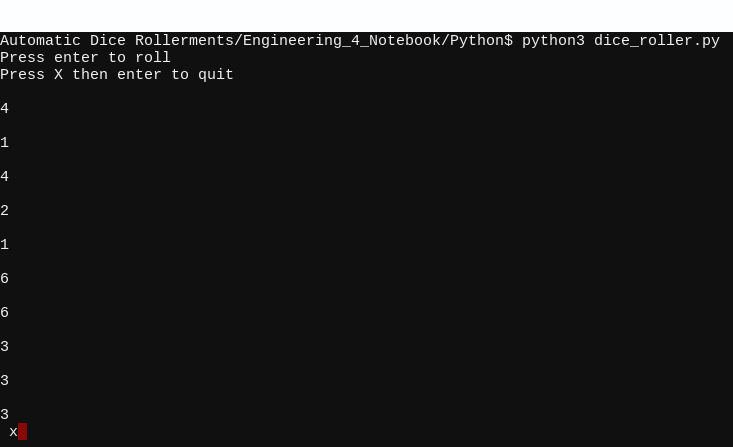 Automatic Dice Rollerments/Engineering_4_Notebook/Python$ python3 dice_roller.py
Press enter to roll
Press X then enter to quit
4
1
4
2
1
6
6
3
3
3
x